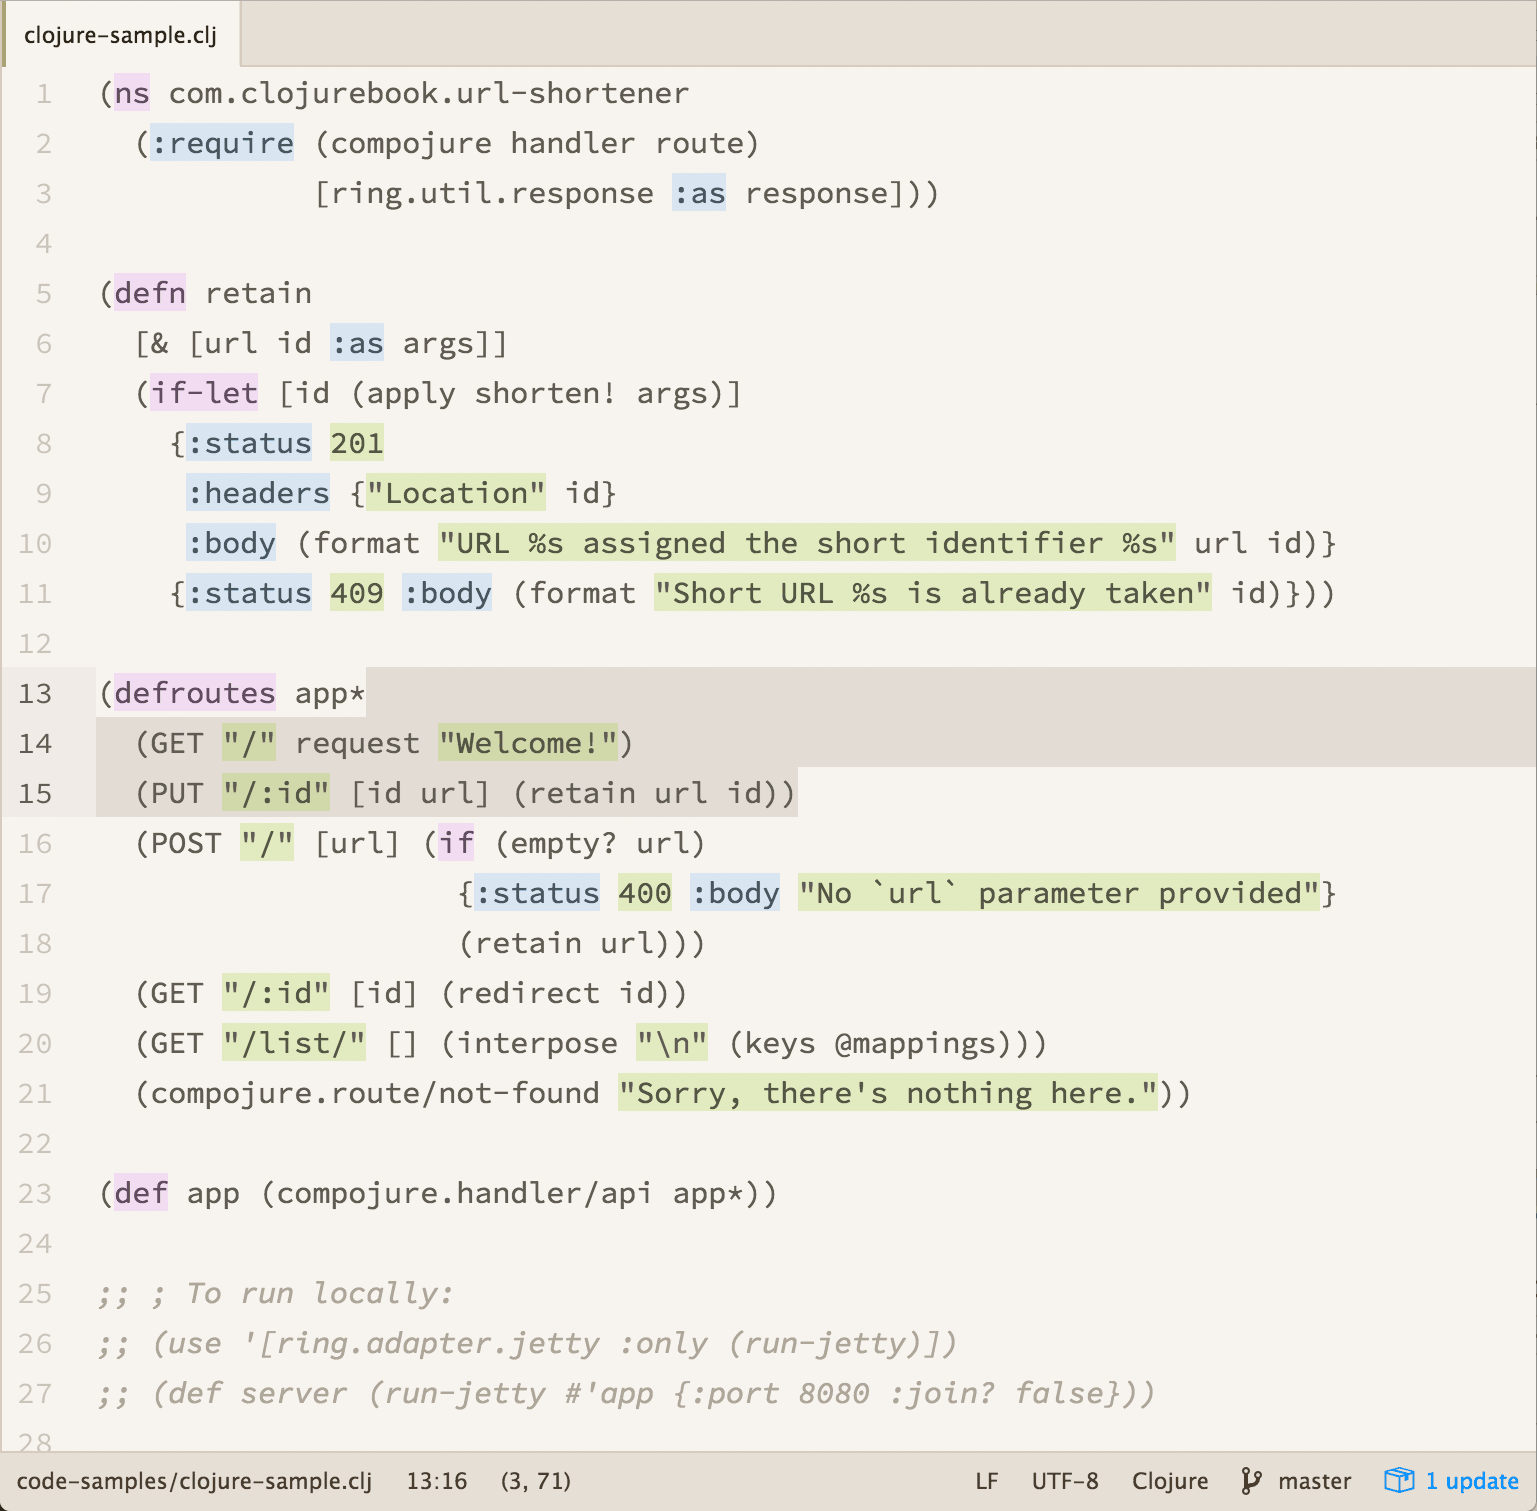 clojure-sample.clj
1 (ns com.clojurebook.url-shortener
2   (:require (compojure handler route)
3             [ring.util.response :as response]))
4
5 (defn retain
6   [& [url id :as args]]
7   (if-let [id (apply shorten! args)]
8     {:status 201
9      :headers {"Location" id}
10      :body (format "URL %s assigned the short identifier %s" url id)}
11     {:status 409 :body (format "Short URL %s is already taken" id)}))
12
13 (defroutes app*
14   (GET "/" request "Welcome!")
15   (PUT "/:id" [id url] (retain url id))
16   (POST "/" [url] (if (empty? url)
17                     {:status 400 :body "No `url` parameter provided"}
18                     (retain url)))
19   (GET "/:id" [id] (redirect id))
20   (GET "/list/" [] (interpose "\n" (keys @mappings)))
21   (compojure.route/not-found "Sorry, there's nothing here."))
22
23 (def app (compojure.handler/api app*))
24
25 ;; ; To run locally:
26 ;; (use '[ring.adapter.jetty :only (run-jetty)])
27 ;; (def server (run-jetty #'app {:port 8080 :join? false}))
28
code-samples/clojure-sample.clj 13:16 (3, 71) LF UTF-8 Clojure master 1 update